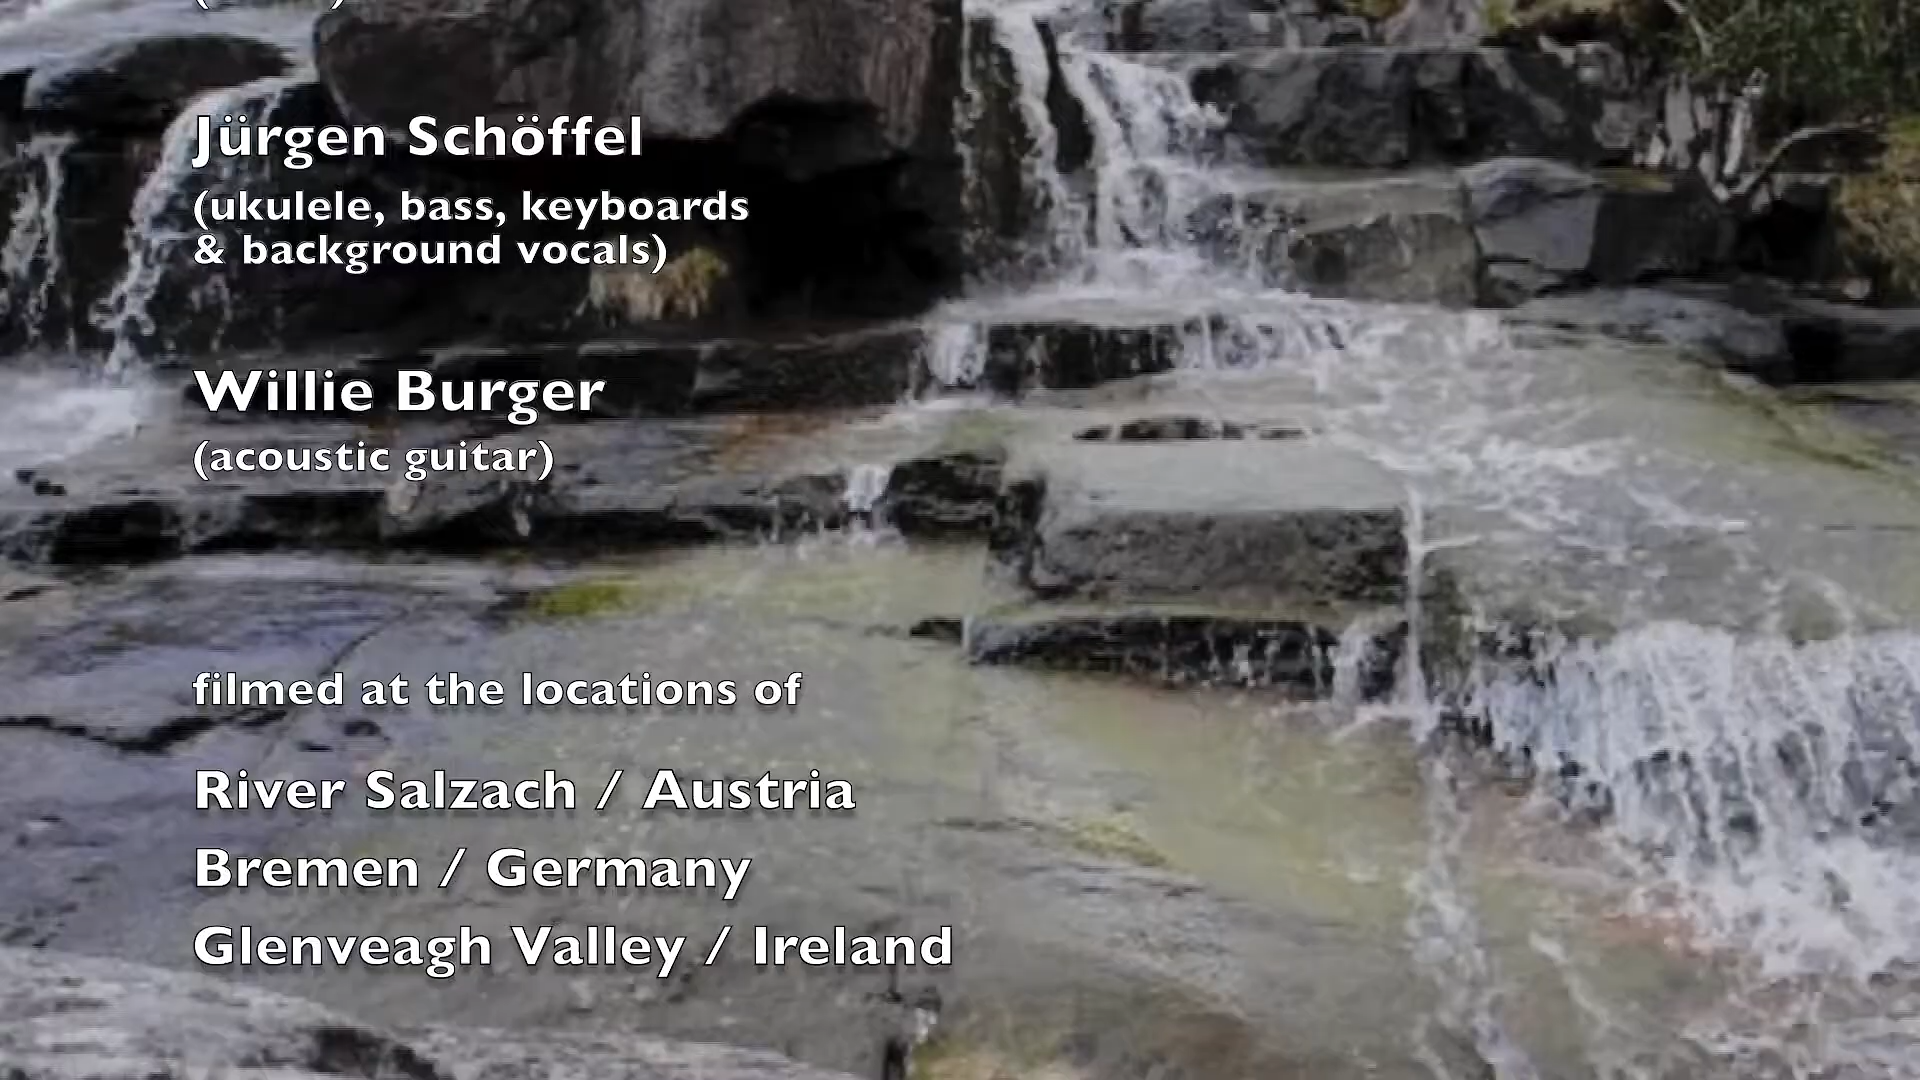 Jürgen Schöffel
(ukulele, bass, keyboards
& background vocals)
Willie Burger
(acoustic guitar)
filmed at the locations of
River Salzach / Austria
Bremen / Germany
Glenveagh Valley / Ireland